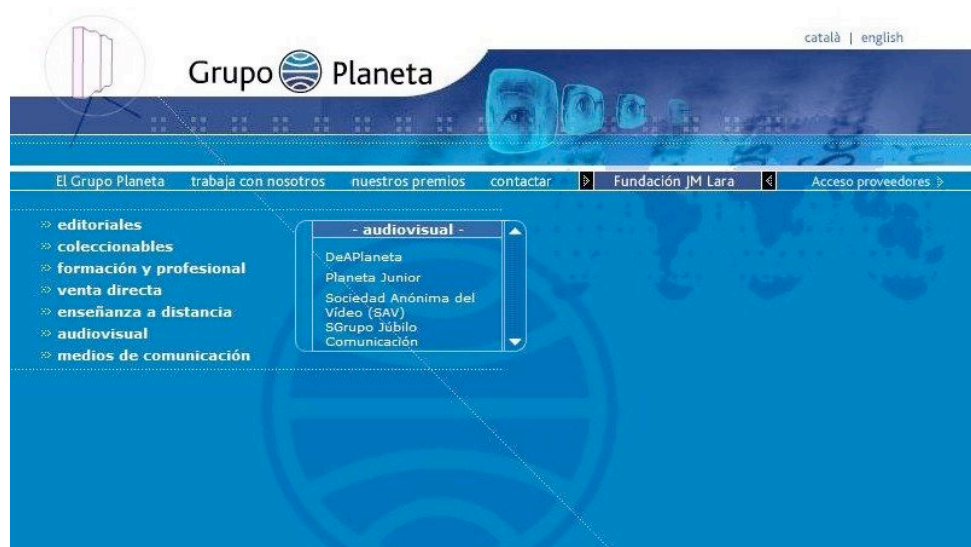 català | english
Grupo Planeta
El Grupo Planeta trabaja con nosotros nuestros premios contactar Fundación JM Lara Acceso proveedores
editoriales
coleccionables
formación y profesional
venta directa
enseñanza a distancia
audiovisual
medios de comunicación
- audiovisual -
DeAPlaneta
Planeta Junior
Sociedad Anónima del
Vídeo (SAV)
SGrupo Júbilo
Comunicación